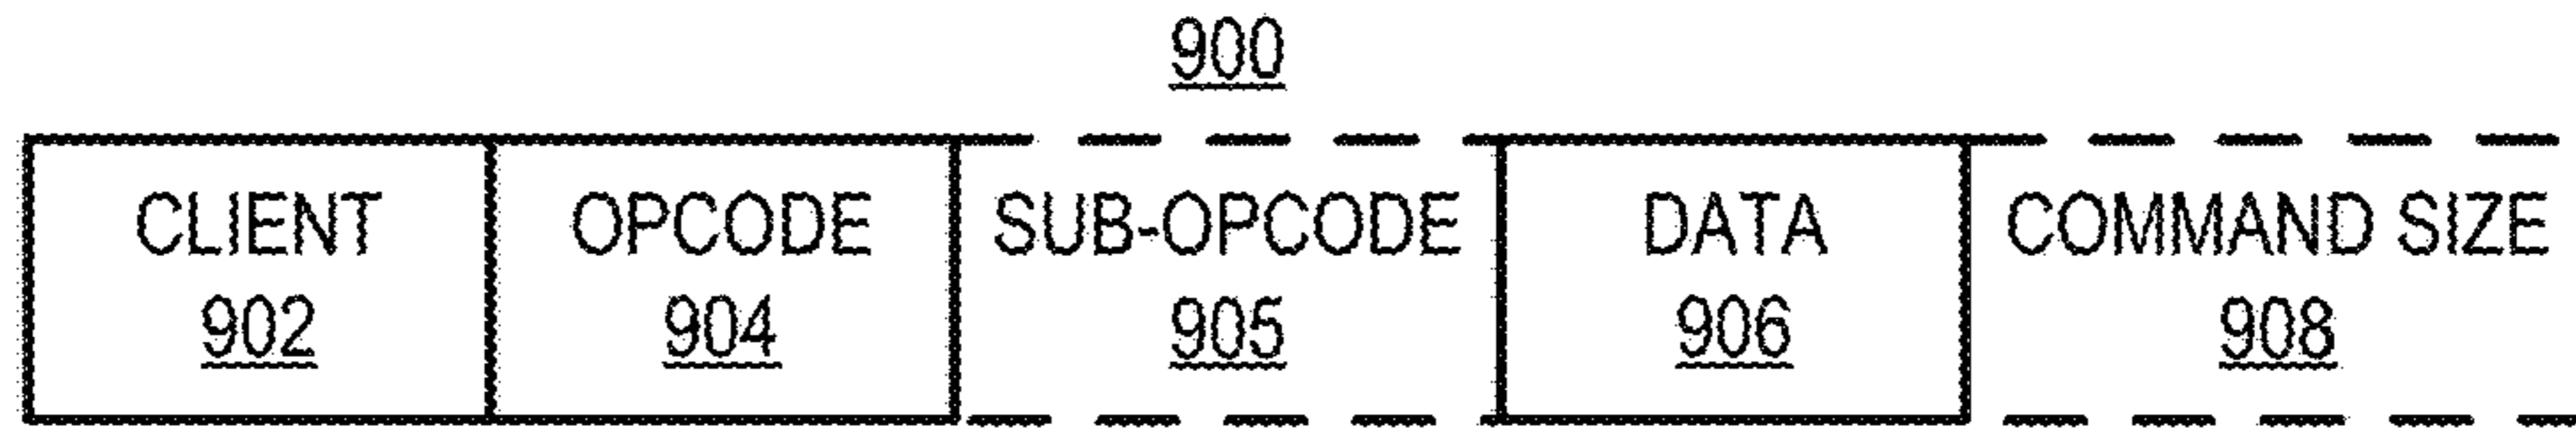 900
CLIENT OPCODE SUB-OPCODE DATA COMMAND SIZE
902 904 905 906 908